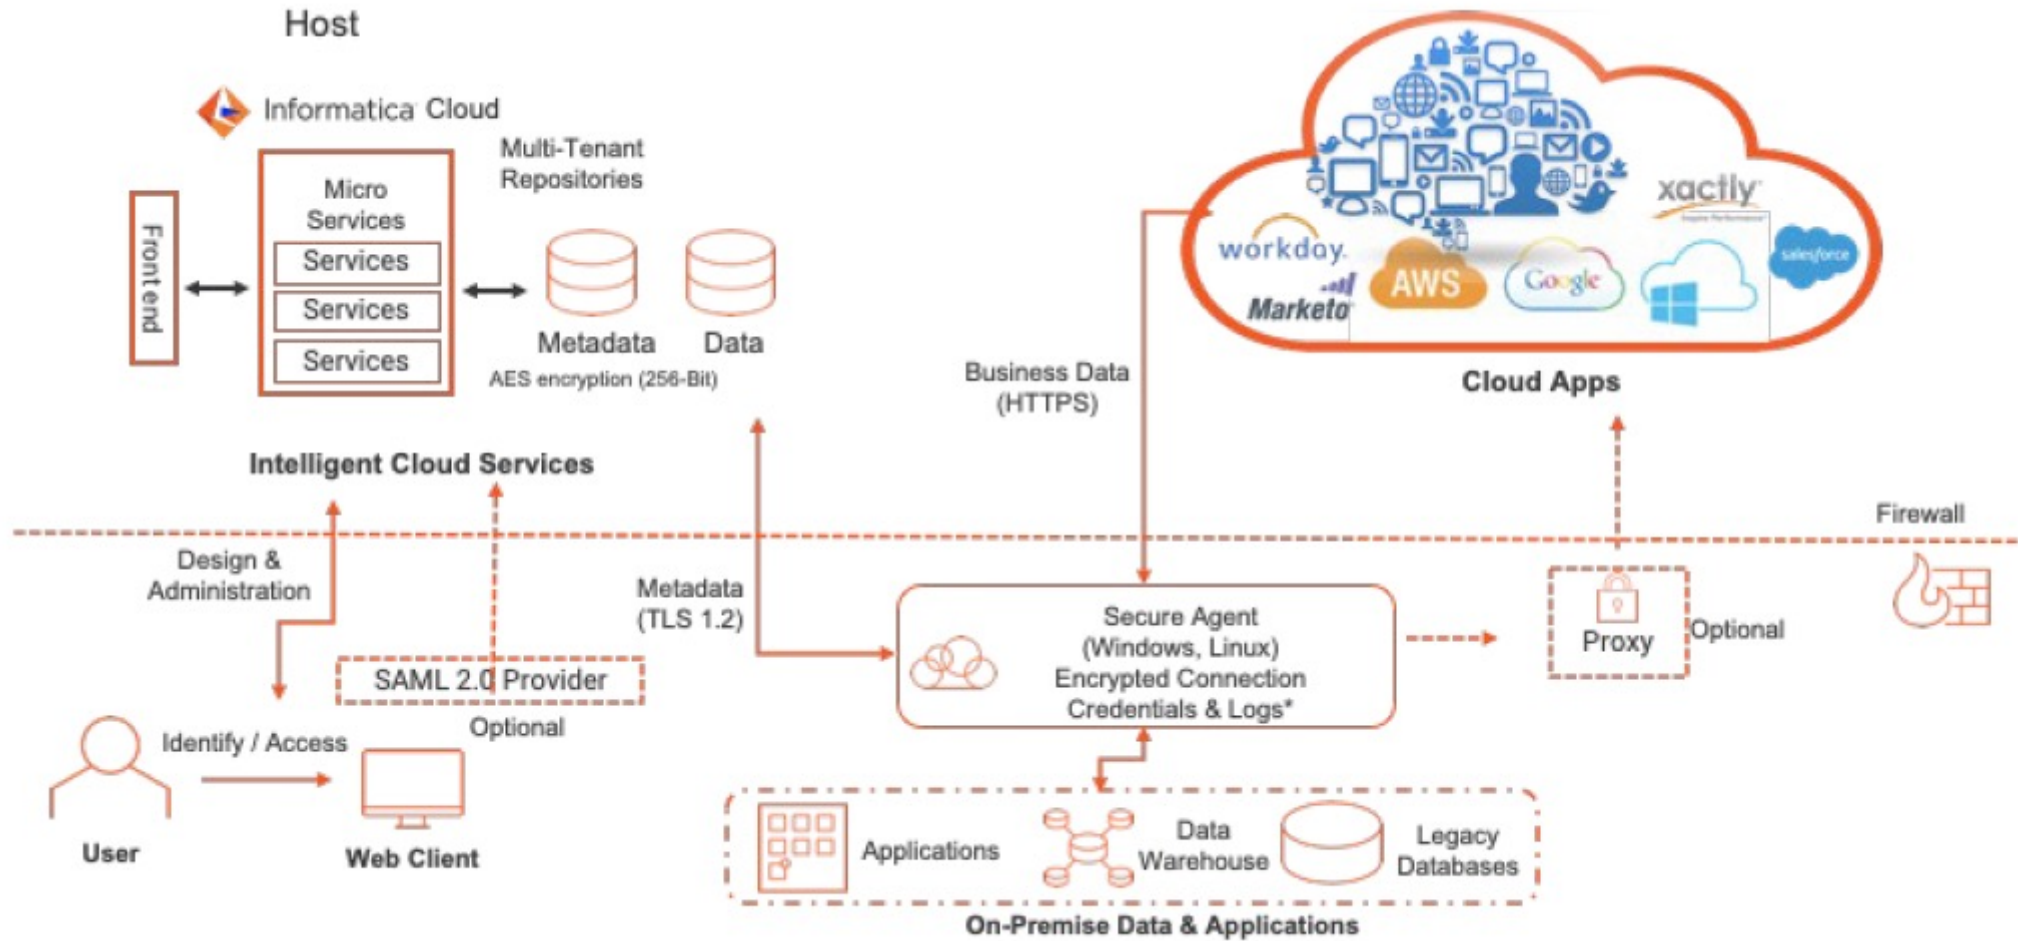 Host
Informatica Cloud
Multi-Tenant
Repositories
Micro
Services
Services
Services
Services
Front end
Metadata
Data
AES encryption (256-Bit)
Intelligent Cloud Services
xactly
workday.
Marketo
AWS
Google
salesforce
Cloud Apps
Business Data
(HTTPS)
Firewall
Design &
Administration
Metadata
(TLS 1.2)
Secure Agent
(Windows, Linux)
Encrypted Connection
Credentials & Logs*
Proxy
Optional
SAML 2.0 Provider
Optional
Identify / Access
User
Web Client
Applications
Data
Warehouse
Legacy
Databases
On-Premise Data & Applications